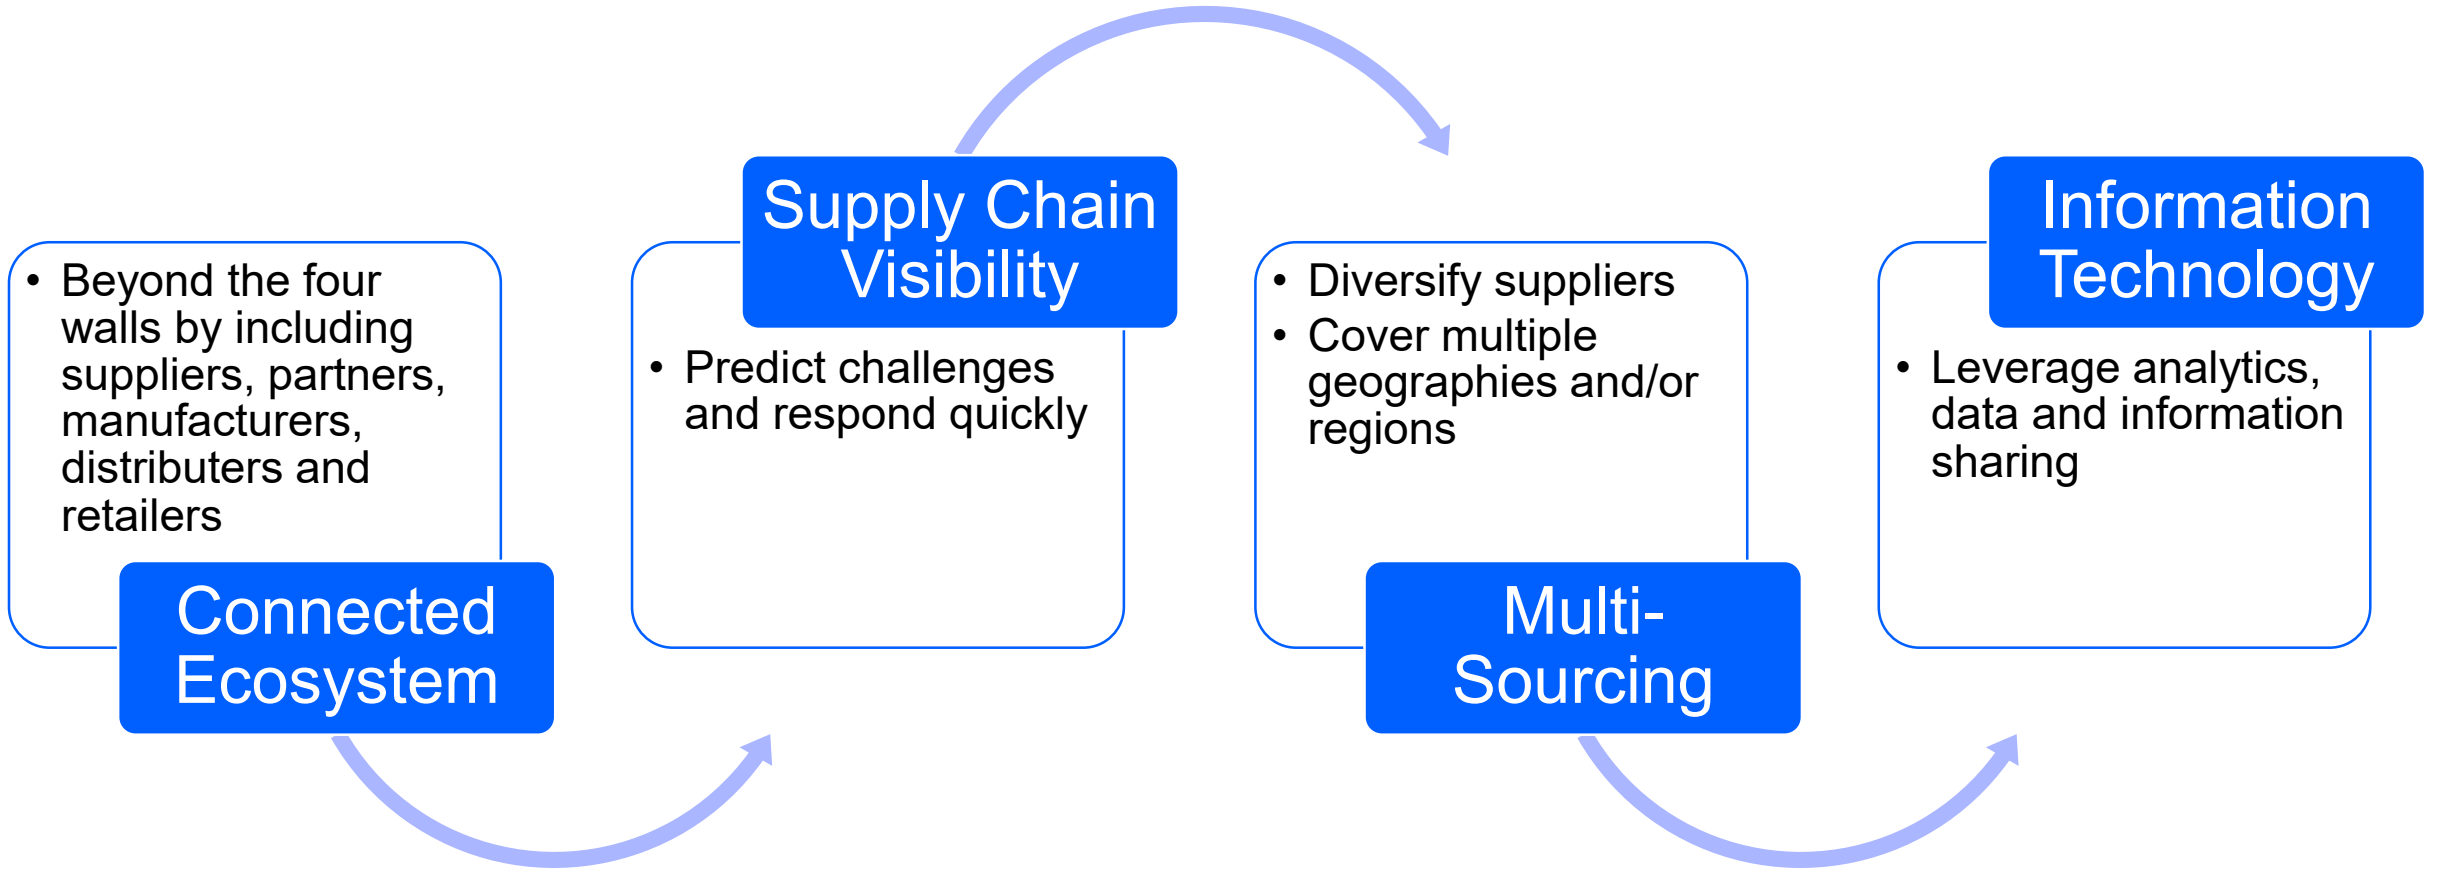 • Beyond the four
walls by including
suppliers, partners,
manufacturers,
distributers and
retailers
Connected
Ecosystem
Supply Chain
Visibility
• Predict challenges
and respond quickly
• Diversify suppliers
• Cover multiple
geographies and/or
regions
Multi-
Sourcing
Information
Technology
• Leverage analytics,
data and information
sharing